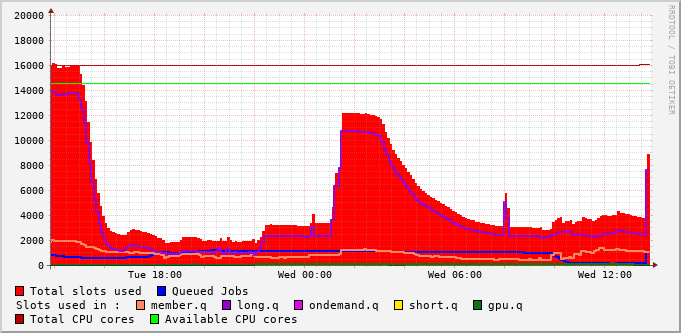 20000
18000
16000
14000
12000
10000
8000
6000
4000
2000
0
Tue 18:00 Wed 00:00 Wed 06:00 Wed 12:00
RRDTOOL / TOBI OETIKER
Total slots used Queued Jobs
Slots used in : member.q long.q ondemand.q short.q gpu.q
Total CPU cores Available CPU cores